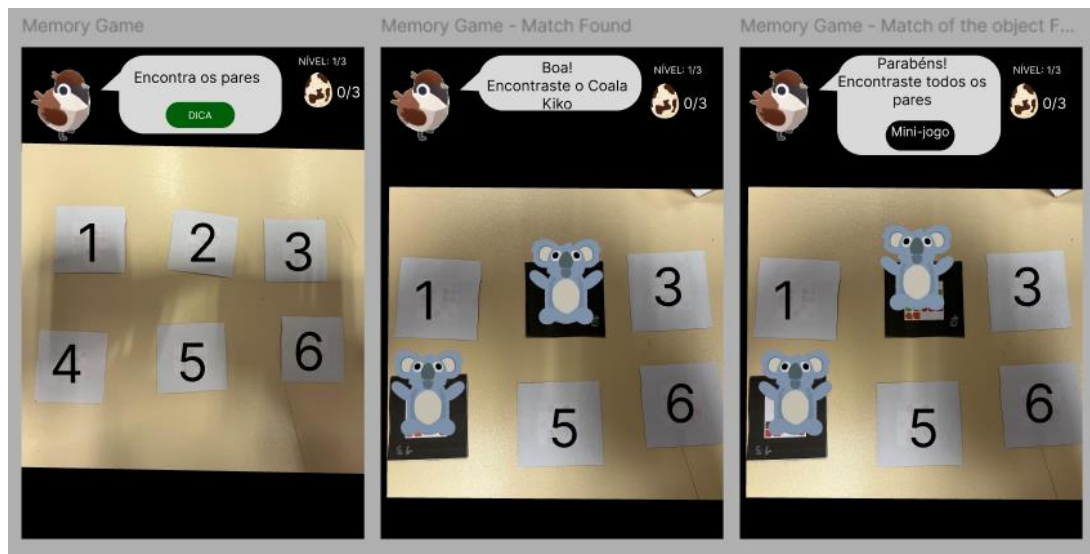 Memory Game
Encontra os pares
DICA
NÍVEL: 1/3
0/3
1
2
3
4
5
6
Memory Game - Match Found
Boa!
Encontraste o Coala
Kiko
NÍVEL: 1/3
0/3
1
3
5
6
13
Memory Game - Match of the object F...
Parabéns!
Encontraste todos os
pares
Mini-jogo
NÍVEL: 1/3
0/3
1
3
5
6
13